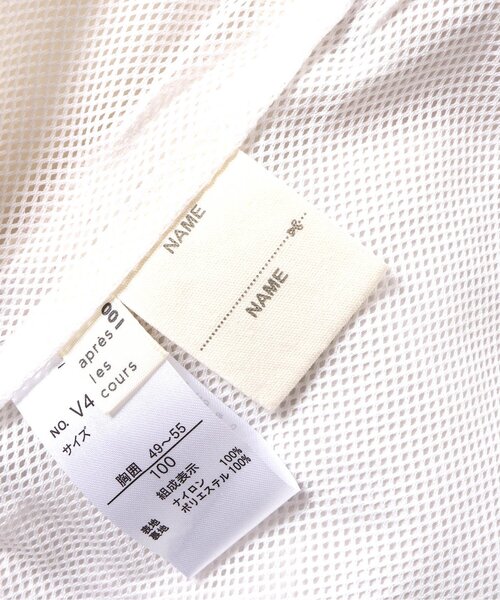 NAME
NAME
100
après
les
cours
NO. V4
サイズ
胸囲 49～55
100
組成表示
表地 ナイロン 100%
裏地 ポリエステル 100%